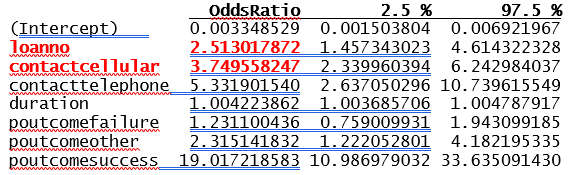 OddsRatio 2.5 % 97.5 %
(Intercept) 0.003348529 0.001503804 0.006921967
loanno 2.513017872 1.457343023 4.614322328
contactcellular 3.749558247 2.339960394 6.242984037
contacttelephone 5.331901540 2.637050296 10.739615549
duration 1.004223862 1.003685706 1.004787917
poutcomefailure 1.231100436 0.759009931 1.943099185
poutcomeother 2.315141832 1.222052801 4.182195335
poutcomesuccess 19.017218583 10.986979032 33.635091430